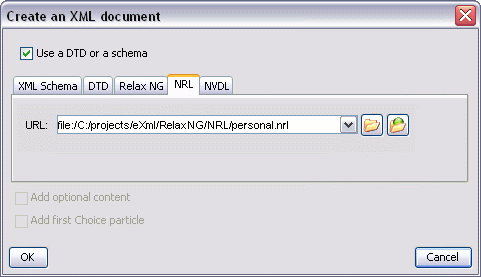 Create an XML document
Use a DTD or a schema
XML Schema DTD Relax NG NRL NVDL
URL: file:/C:/projects/eXml/RelaxNG/NRL/personal.nrl
Add optional content
Add first Choice particle
OK Cancel